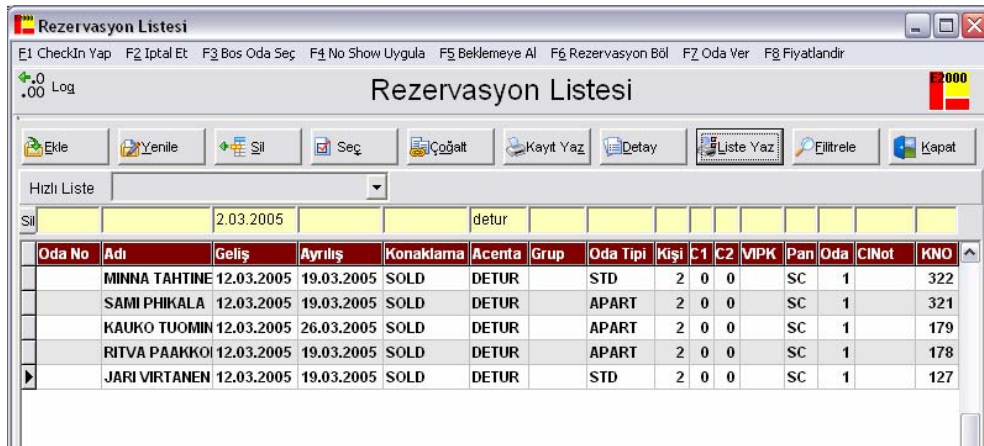 Rezervasyon Listesi
F1 CheckIn Yap F2 Iptal Et F3 Bos Oda Seç F4 No Show Uygula F5 Beklemeye Al F6 Rezervasyon Böl F7 Oda Ver F8 Fiyatlandir
.00 Log Rezervasyon Listesi E2000
Ekle Yenile Sil Seç Çoğalt Kayıt Yaz Detay Liste Yaz Filitrele Kapat
Hızlı Liste
Sil 2.03.2005 detur
Oda No Adı Geliş Ayrılış Konaklama Acenta Grup Oda Tipi Kişi C1 C2 VIPK Pan Oda CINot KNO
MINNA TAHTINE 12.03.2005 19.03.2005 SOLD DETUR STD 2 0 0 SC 1 322
SAMI PHIKALA 12.03.2005 19.03.2005 SOLD DETUR APART 2 0 0 SC 1 321
KAUKO TUOMIN 12.03.2005 26.03.2005 SOLD DETUR APART 2 0 0 SC 1 179
RITVA PAAKKO 12.03.2005 19.03.2005 SOLD DETUR APART 2 0 0 SC 1 178
JARI VIRTANEN 12.03.2005 19.03.2005 SOLD DETUR STD 2 0 0 SC 1 127